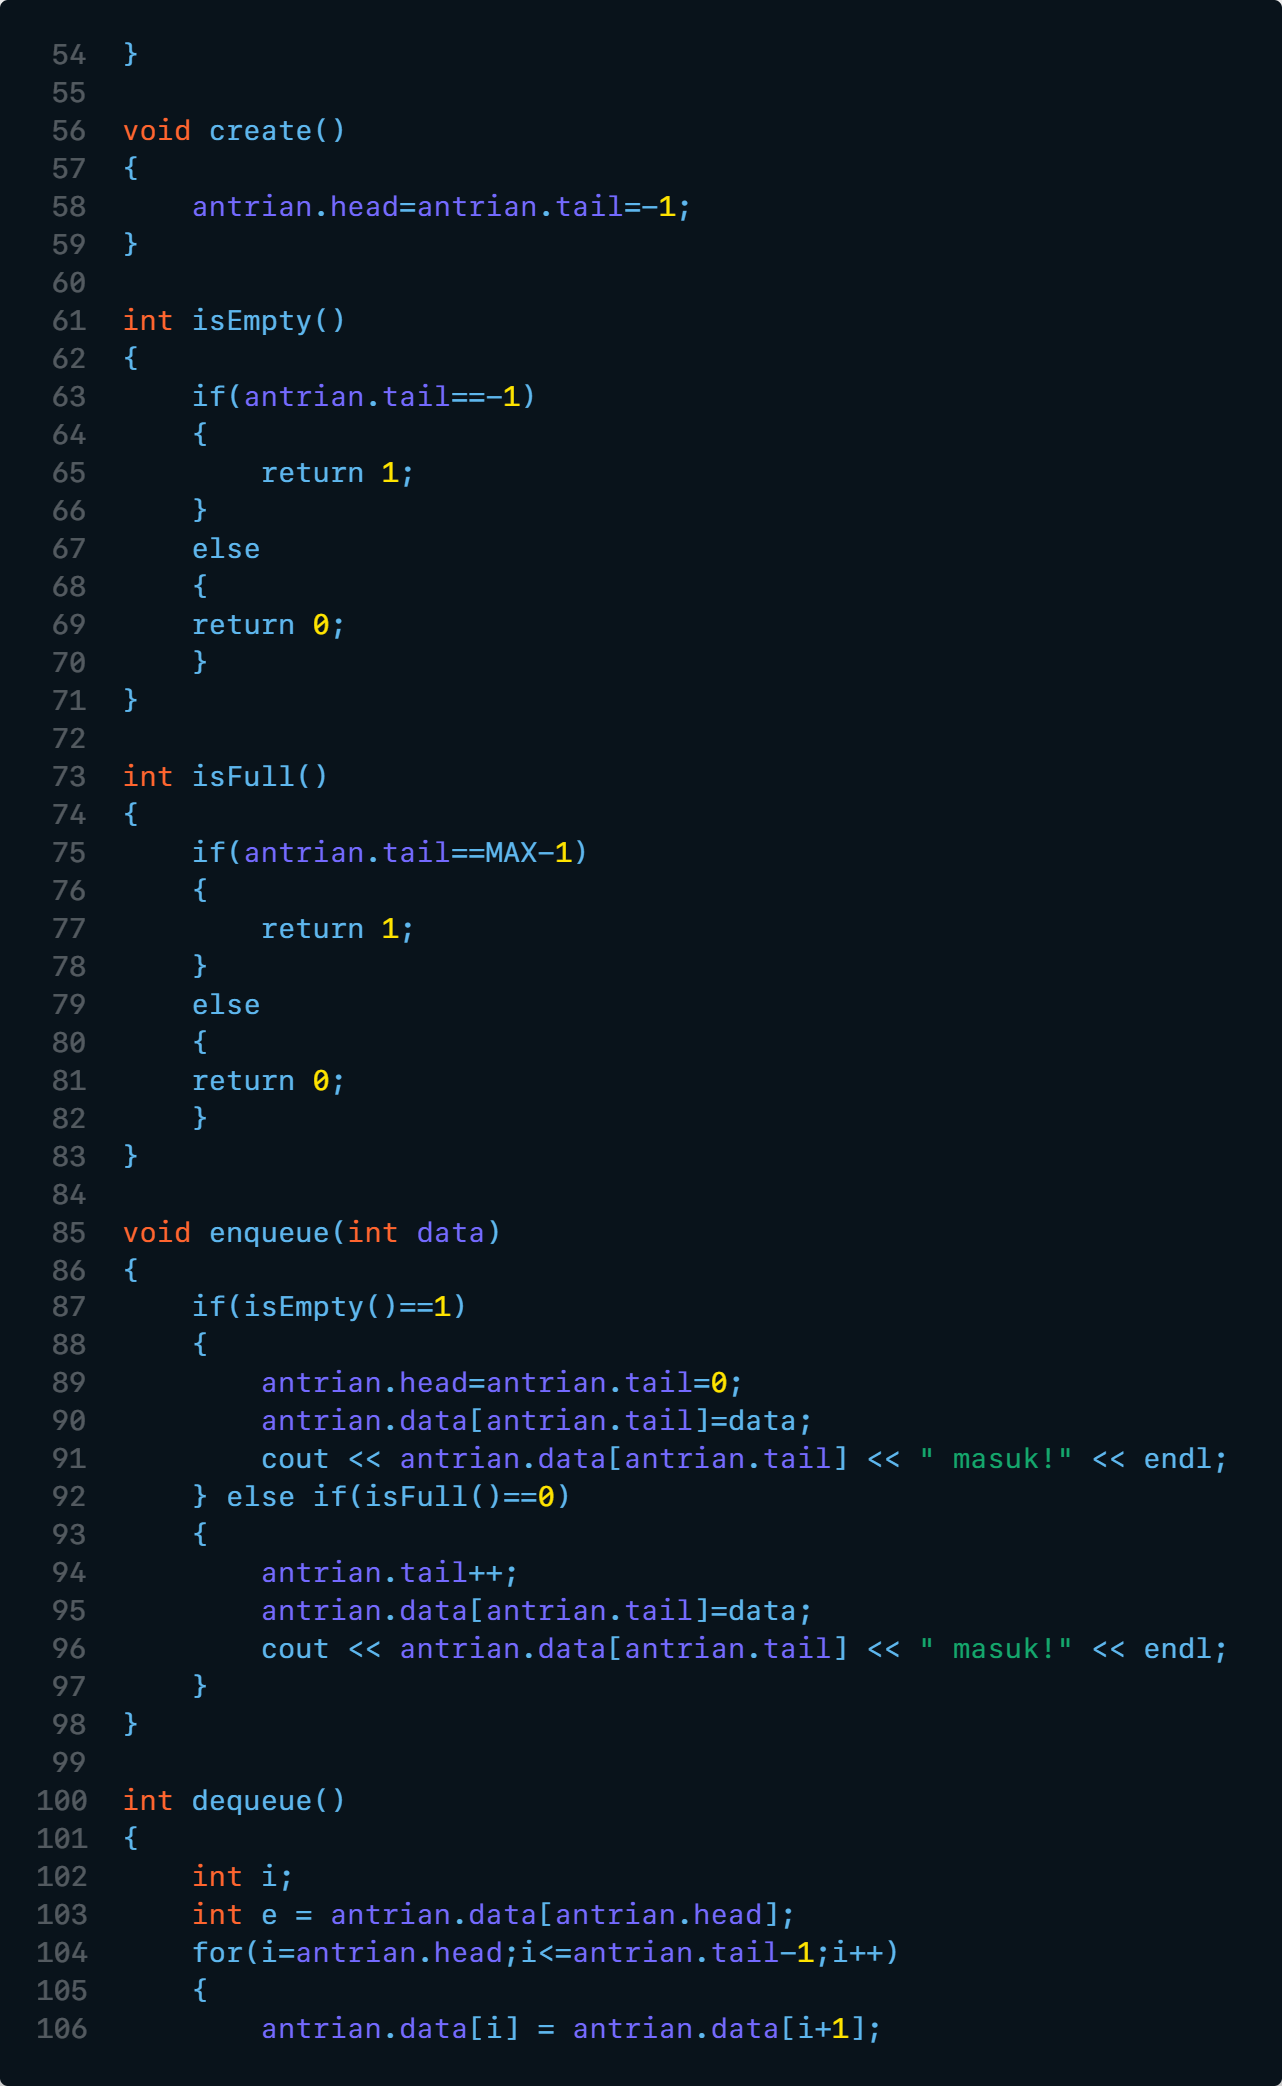 54 }
55
56 void create()
57 {
58     antrian.head=antrian.tail=-1;
59 }
60
61 int isEmpty()
62 {
63     if(antrian.tail==-1)
64     {
65         return 1;
66     }
67     else
68     {
69     return 0;
70     }
71 }
72
73 int isFull()
74 {
75     if(antrian.tail==MAX-1)
76     {
77         return 1;
78     }
79     else
80     {
81     return 0;
82     }
83 }
84
85 void enqueue(int data)
86 {
87     if(isEmpty()==1)
88     {
89         antrian.head=antrian.tail=0;
90         antrian.data[antrian.tail]=data;
91         cout << antrian.data[antrian.tail] << " masuk!" << endl;
92     } else if(isFull()==0)
93     {
94         antrian.tail++;
95         antrian.data[antrian.tail]=data;
96         cout << antrian.data[antrian.tail] << " masuk!" << endl;
97     }
98 }
99
100 int dequeue()
101 {
102     int i;
103     int e = antrian.data[antrian.head];
104     for(i=antrian.head;i<=antrian.tail-1;i++)
105     {
106         antrian.data[i] = antrian.data[i+1];